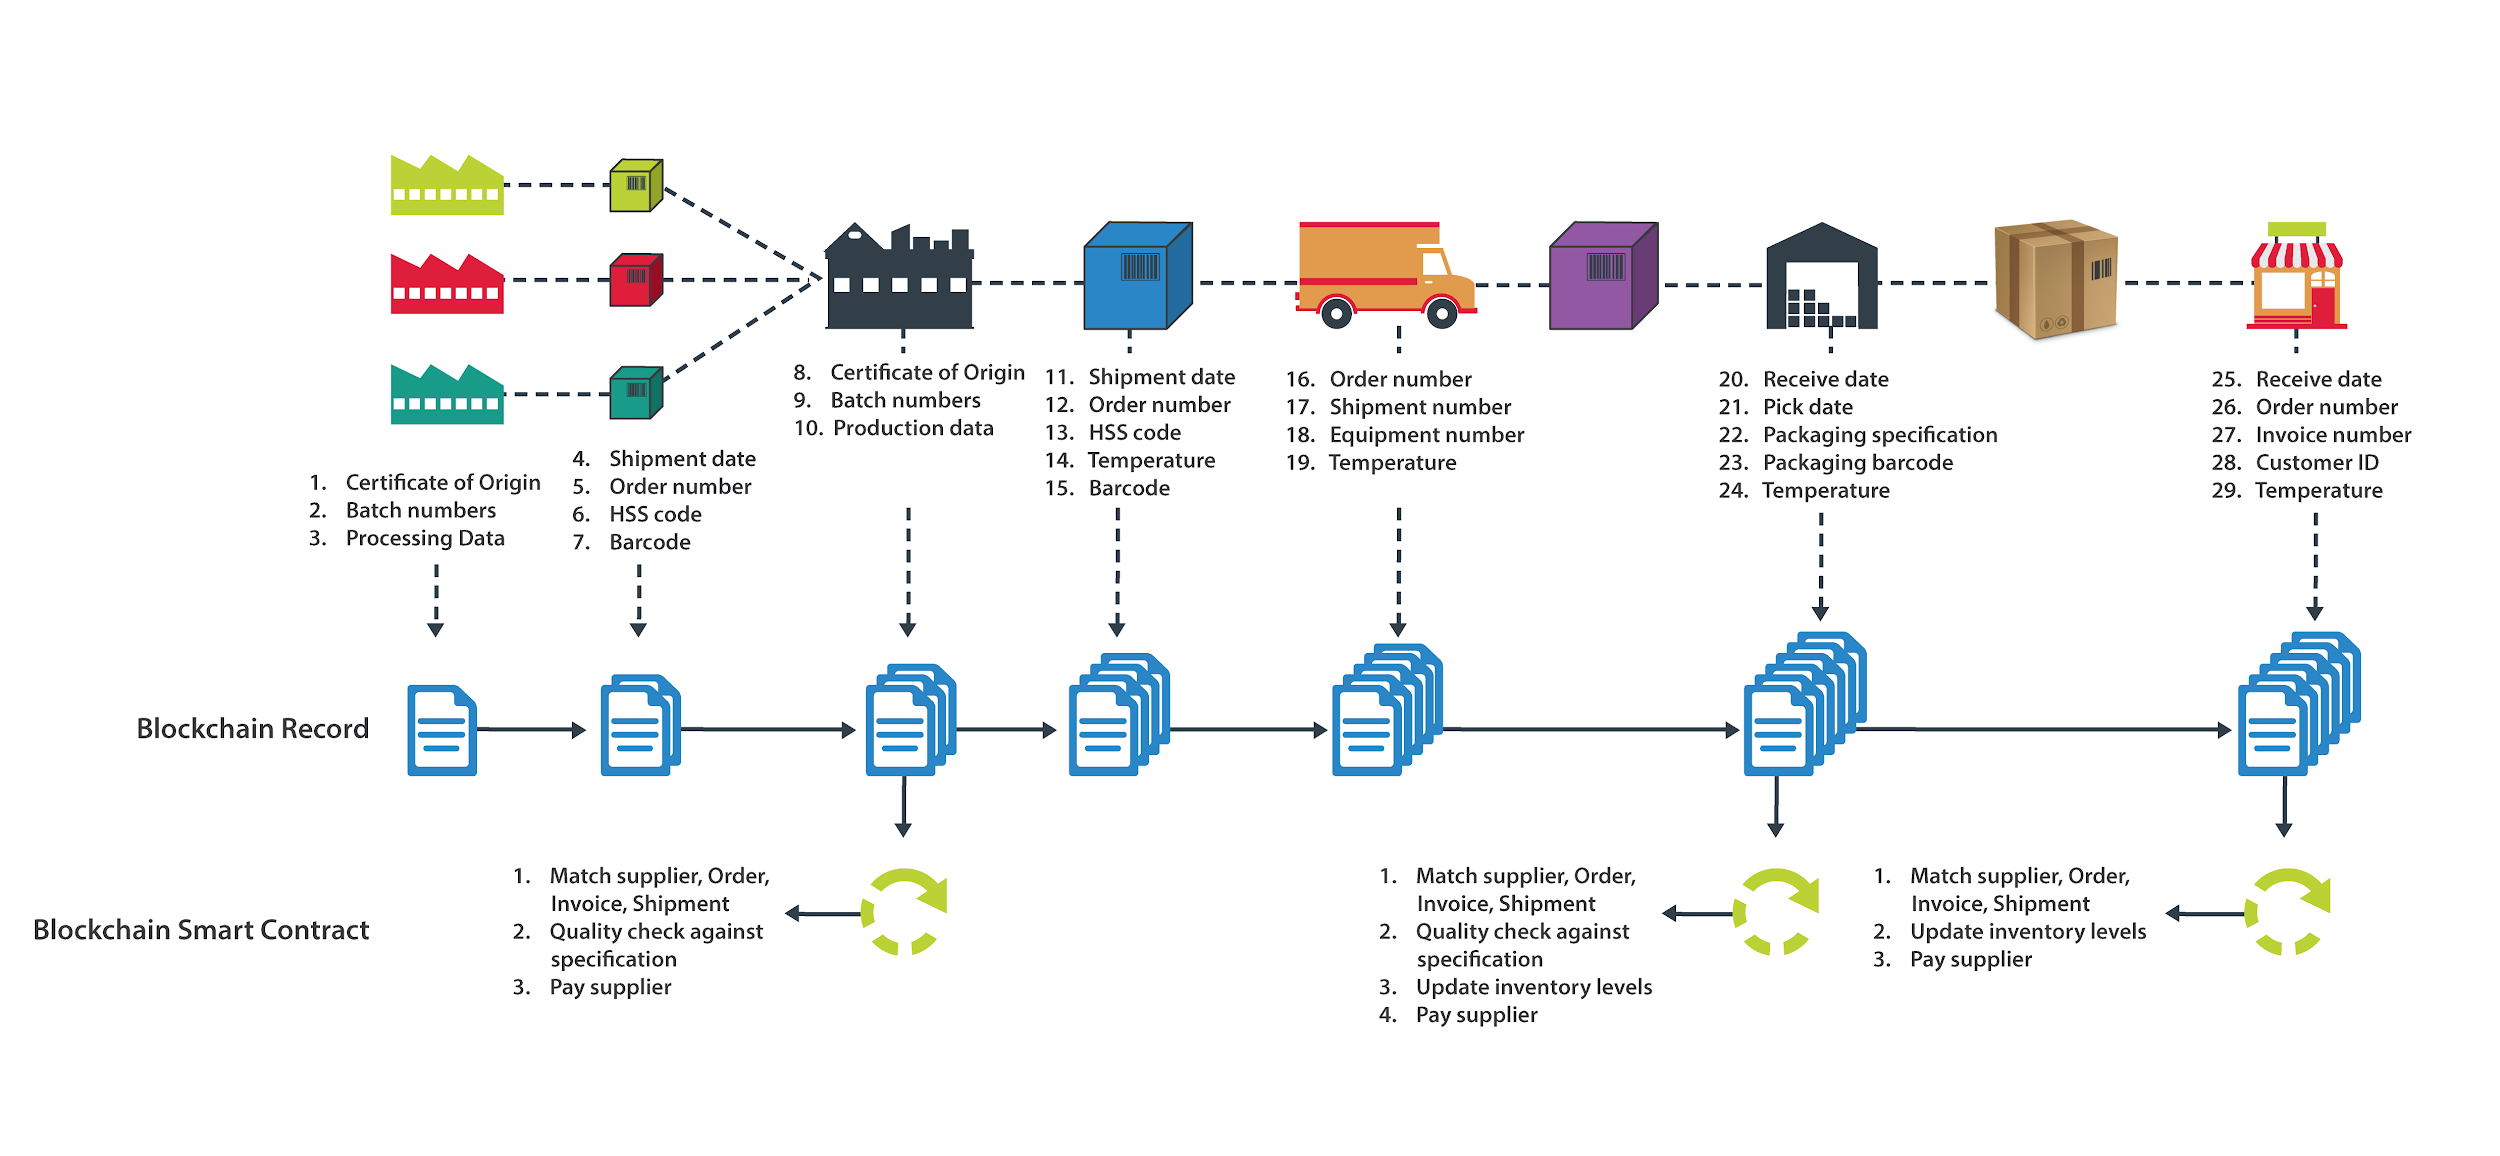 1. Certificate of Origin
2. Batch numbers
3. Processing Data
4. Shipment date
5. Order number
6. HSS code
7. Barcode
8. Certificate of Origin
9. Batch numbers
10. Production data
11. Shipment date
12. Order number
13. HSS code
14. Temperature
15. Barcode
16. Order number
17. Shipment number
18. Equipment number
19. Temperature
20. Receive date
21. Pick date
22. Packaging specification
23. Packaging barcode
24. Temperature
25. Receive date
26. Order number
27. Invoice number
28. Customer ID
29. Temperature
Blockchain Record
Blockchain Smart Contract
1. Match supplier, Order,
Invoice, Shipment
2. Quality check against
specification
3. Pay supplier
1. Match supplier, Order,
Invoice, Shipment
2. Quality check against
specification
3. Update inventory levels
4. Pay supplier
1. Match supplier, Order,
Invoice, Shipment
2. Update inventory levels
3. Pay supplier